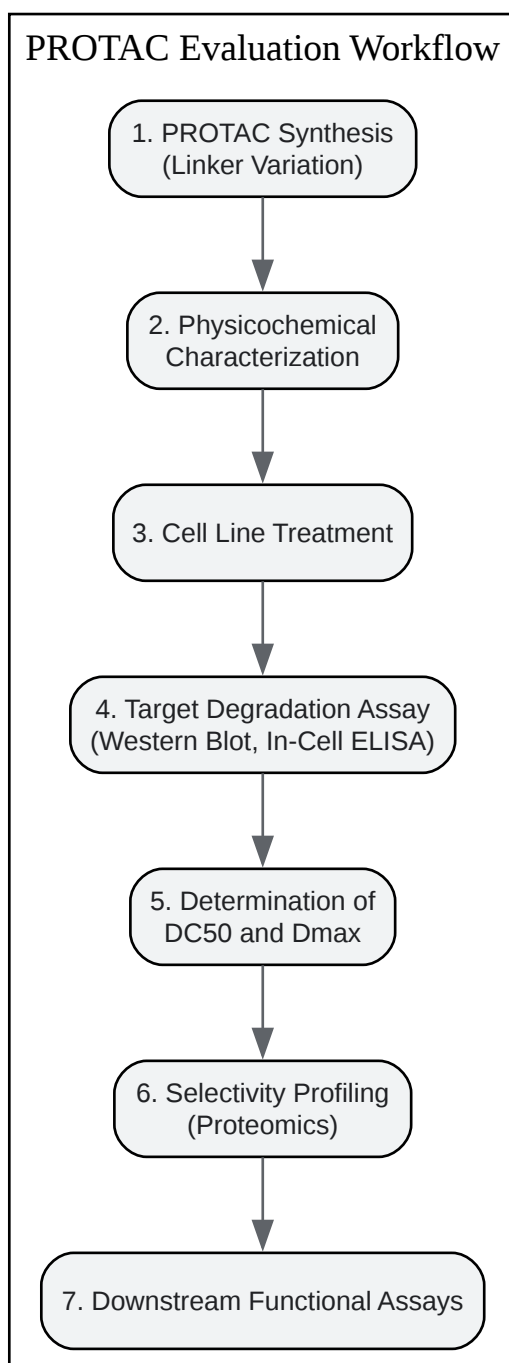 PROTAC Evaluation Workflow
1. PROTAC Synthesis
(Linker Variation)
2. Physicochemical
Characterization
3. Cell Line Treatment
4. Target Degradation Assay
(Western Blot, In-Cell ELISA)
5. Determination of
DC50 and Dmax
6. Selectivity Profiling
(Proteomics)
7. Downstream Functional Assays